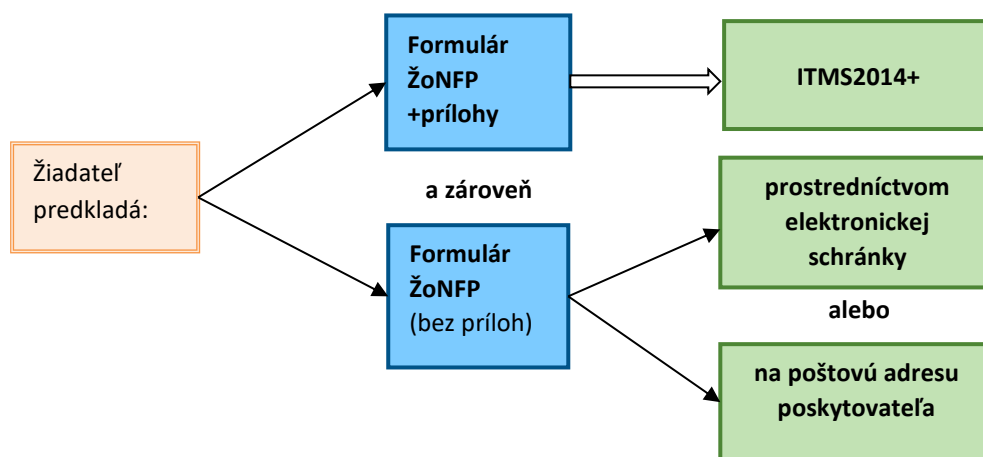 Žiadateľ
predkladá:
Formulár
ŽoNFP
+prílohy
ITMS2014+
a zároveň
Formulár
ŽoNFP
(bez príloh)
prostredníctvom
elektronickej
schránky
alebo
na poštovú adresu
poskytovateľa